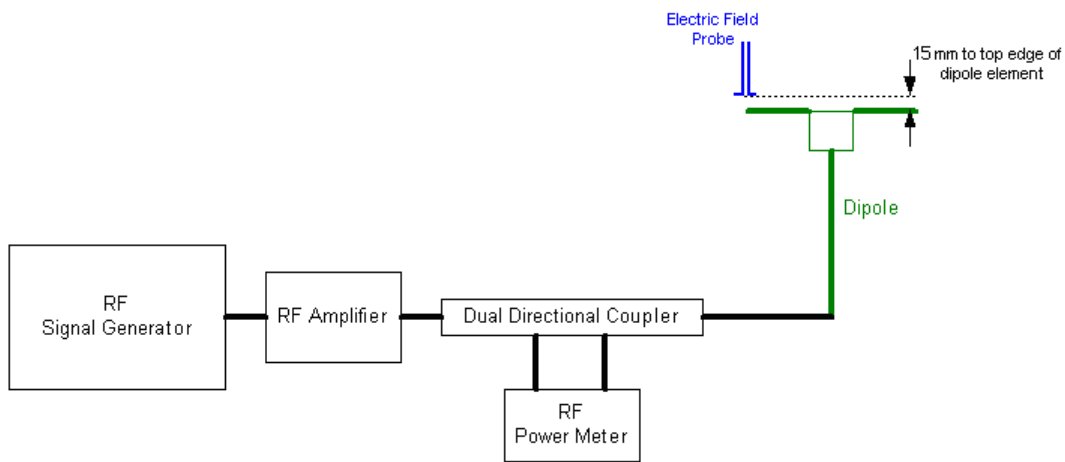 Electric Field
Probe
15 mm to top edge of
dipole element
Dipole
RF
Signal Generator
RF Amplifier
Dual Directional Coupler
RF
Power Meter